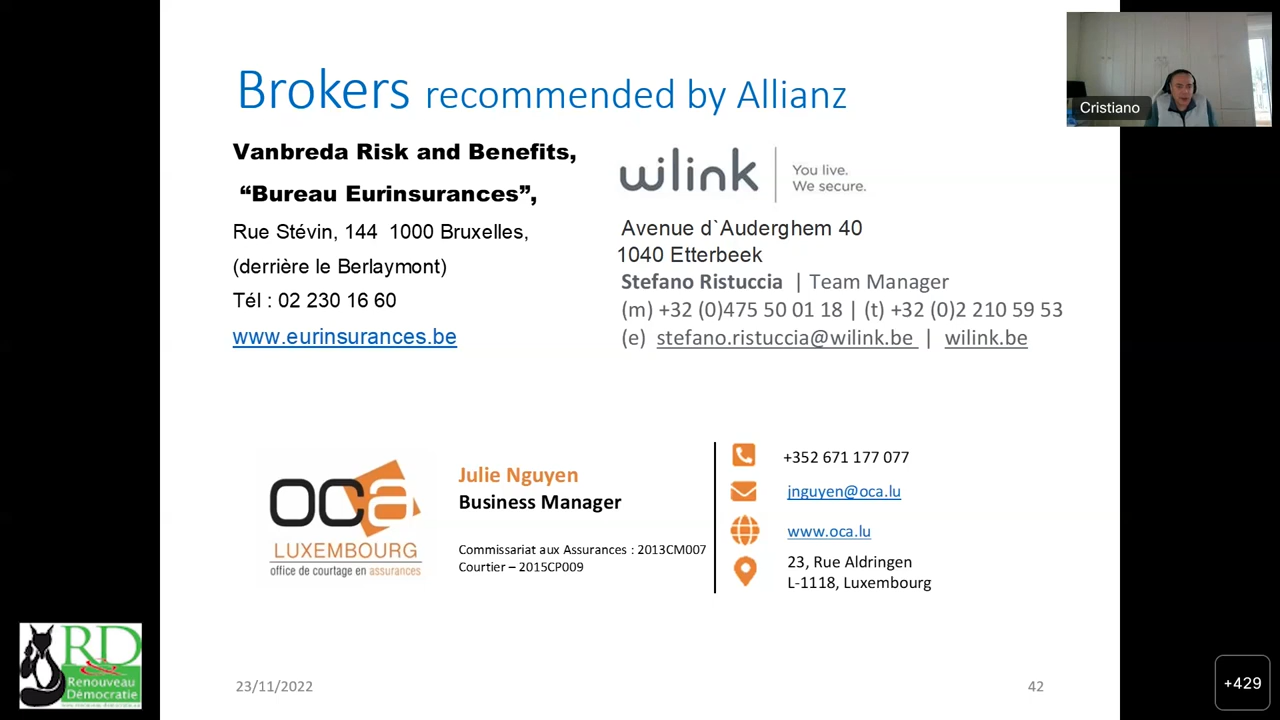 Brokers recommended by Allianz
Cristiano
Vanbreda Risk and Benefits,
“Bureau Eurinsurances”,
Rue Stévin, 144 1000 Bruxelles,
(derrière le Berlaymont)
Tél : 02 230 16 60
www.eurinsurances.be
wilink
You live.
We secure.
Avenue d`Auderghem 40
1040 Etterbeek
Stefano Ristuccia | Team Manager
(m) +32 (0)475 50 01 18 | (t) +32 (0)2 210 59 53
(e) stefano.ristuccia@wilink.be | wilink.be
oca
LUXEMBOURG
office de courtage en assurances
Julie Nguyen
Business Manager
Commissariat aux Assurances : 2013CM007
Courtier – 2015CP009
+352 671 177 077
jnguyen@oca.lu
www.oca.lu
23, Rue Aldringen
L-1118, Luxembourg
RD
Renouveau
Démocratie
23/11/2022
42
+429